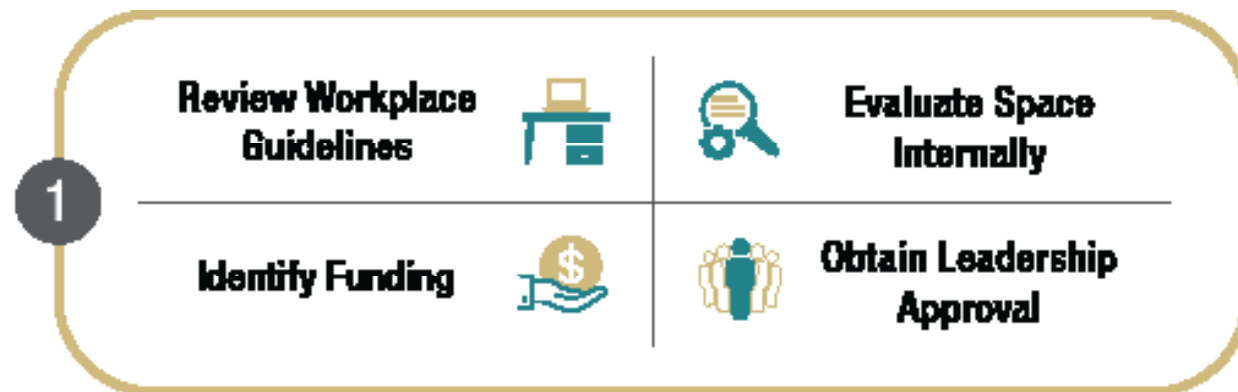 1
Review Workplace
Guidelines
Evaluate Space
Internally
Identify Funding
$
Obtain Leadership
Approval